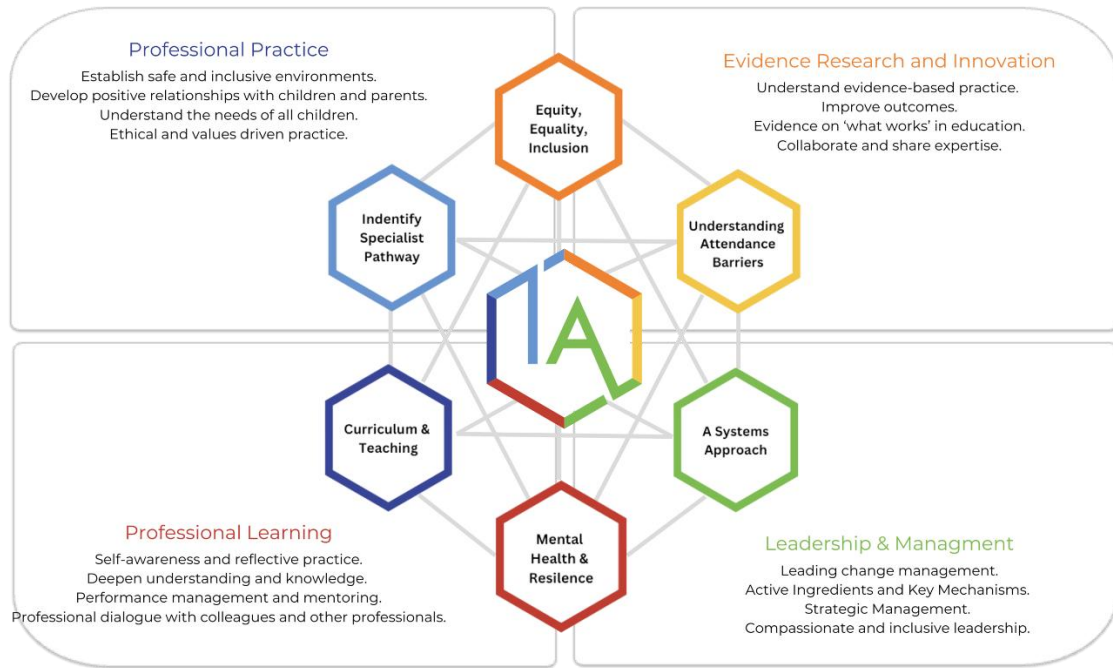 Professional Practice
Establish safe and inclusive environments.
Develop positive relationships with children and parents.
Understand the needs of all children.
Ethical and values driven practice.
Evidence Research and Innovation
Understand evidence-based practice.
Improve outcomes.
Evidence on ‘what works’ in education.
Collaborate and share expertise.
Equity,
Equality,
Inclusion
Indentify
Specialist
Pathway
Understanding
Attendance
Barriers
1A
Curriculum &
Teaching
A Systems
Approach
Mental
Health &
Resilence
Professional Learning
Self-awareness and reflective practice.
Deepen understanding and knowledge.
Performance management and mentoring.
Professional dialogue with colleagues and other professionals.
Leadership & Managment
Leading change management.
Active Ingredients and Key Mechanisms.
Strategic Management.
Compassionate and inclusive leadership.